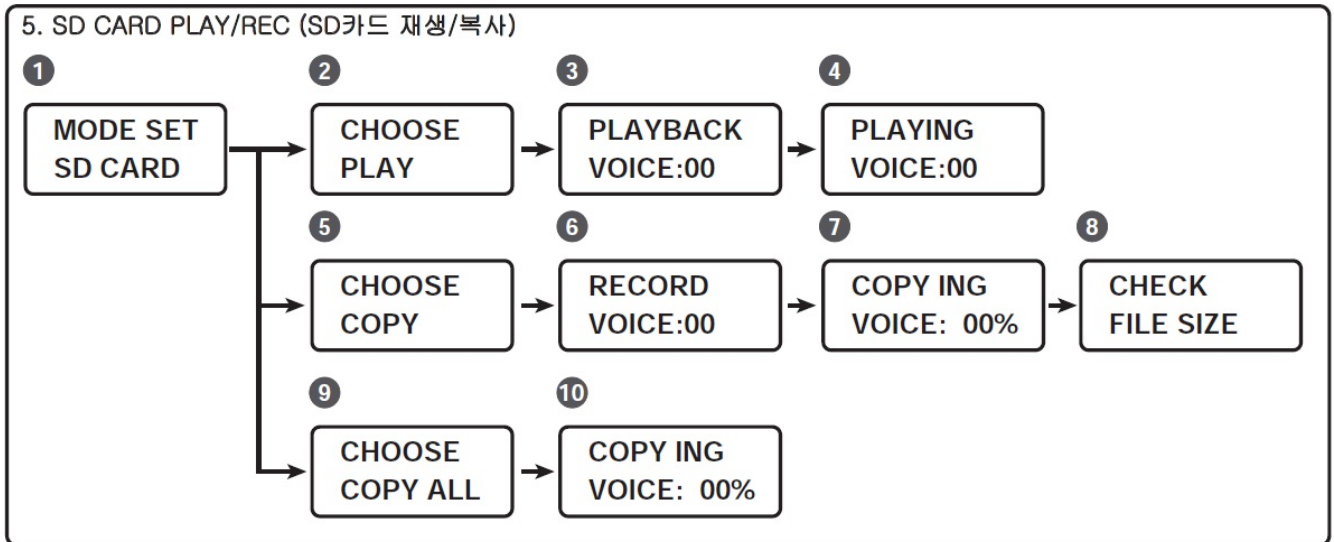 5. SD CARD PLAY/REC (SD카드 재생/복사)
1
2
3
4
MODE SET
SD CARD
CHOOSE
PLAY
PLAYBACK
VOICE:00
PLAYING
VOICE:00
5
6
7
8
CHOOSE
COPY
RECORD
VOICE:00
COPY ING
VOICE: 00%
CHECK
FILE SIZE
9
10
CHOOSE
COPY ALL
COPY ING
VOICE: 00%